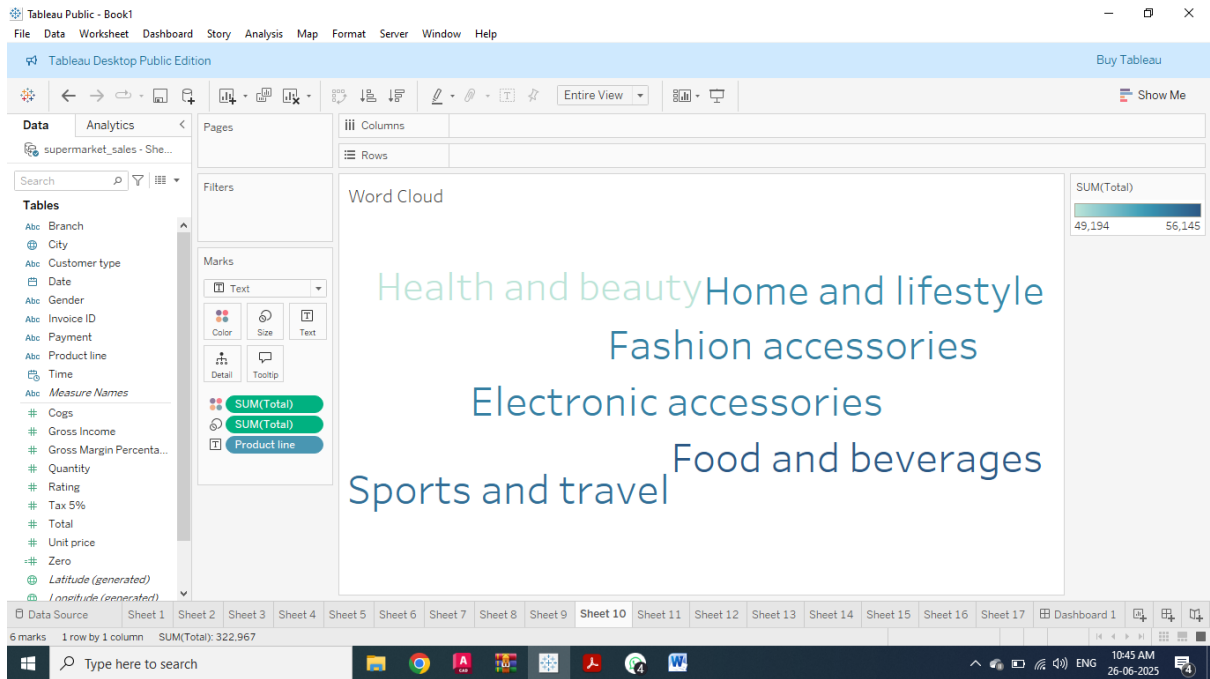 Tableau Public - Book1
File Data Worksheet Dashboard Story Analysis Map Format Server Window Help
Tableau Desktop Public Edition
Buy Tableau
Entire View
Show Me
Data Analytics
Pages
Columns
supermarket_sales - She...
Rows
Search
Filters
Word Cloud
SUM(Total)
49,194 56,145
Tables
Abc Branch
City
Abc Customer type
Date
Abc Gender
Abc Invoice ID
Abc Payment
Abc Product line
Time
Abc Measure Names
# Cogs
# Gross Income
# Gross Margin Percenta...
# Quantity
# Rating
# Tax 5%
# Total
# Unit price
=# Zero
Latitude (generated)
Longitude (generated)
Marks
T Text
Color Size Text
Detail Tooltip
SUM(Total)
SUM(Total)
T Product line
Health and beauty
Home and lifestyle
Fashion accessories
Electronic accessories
Food and beverages
Sports and travel
Data Source Sheet 1 Sheet 2 Sheet 3 Sheet 4 Sheet 5 Sheet 6 Sheet 7 Sheet 8 Sheet 9 Sheet 10 Sheet 11 Sheet 12 Sheet 13 Sheet 14 Sheet 15 Sheet 16 Sheet 17 Dashboard 1
6 marks 1 row by 1 column SUM(Total): 322,967
Type here to search
ENG
10:45 AM
26-06-2025
4